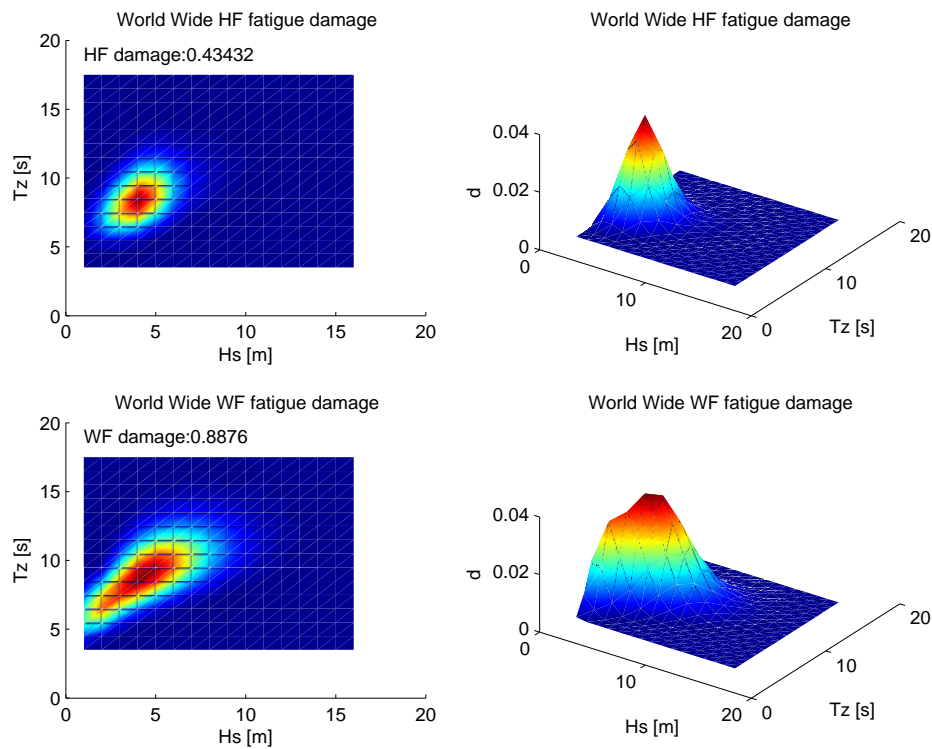 World Wide HF fatigue damage
HF damage:0.43432
20
15
10
5
0
0 5 10 15 20
Tz [s]
Hs [m]
World Wide HF fatigue damage
0.04
0.02
0
d
0 10 20
Hs [m]
0 10 20
Tz [s]
World Wide WF fatigue damage
WF damage:0.8876
20
15
10
5
0
0 5 10 15 20
Tz [s]
Hs [m]
World Wide WF fatigue damage
0.04
0.02
0
d
0 10 20
Hs [m]
0 10 20
Tz [s]